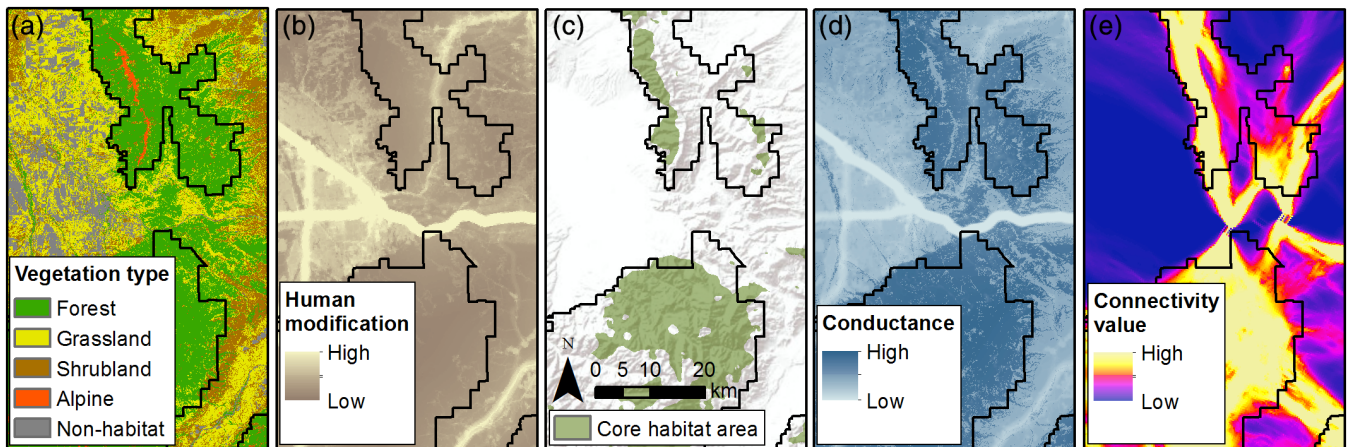 (a)
Vegetation type
Forest
Grassland
Shrubland
Alpine
Non-habitat
(b)
Human
modification
High
Low
(c)
N
0 5 10 20
km
Core habitat area
(d)
Conductance
High
Low
(e)
Connectivity
value
High
Low